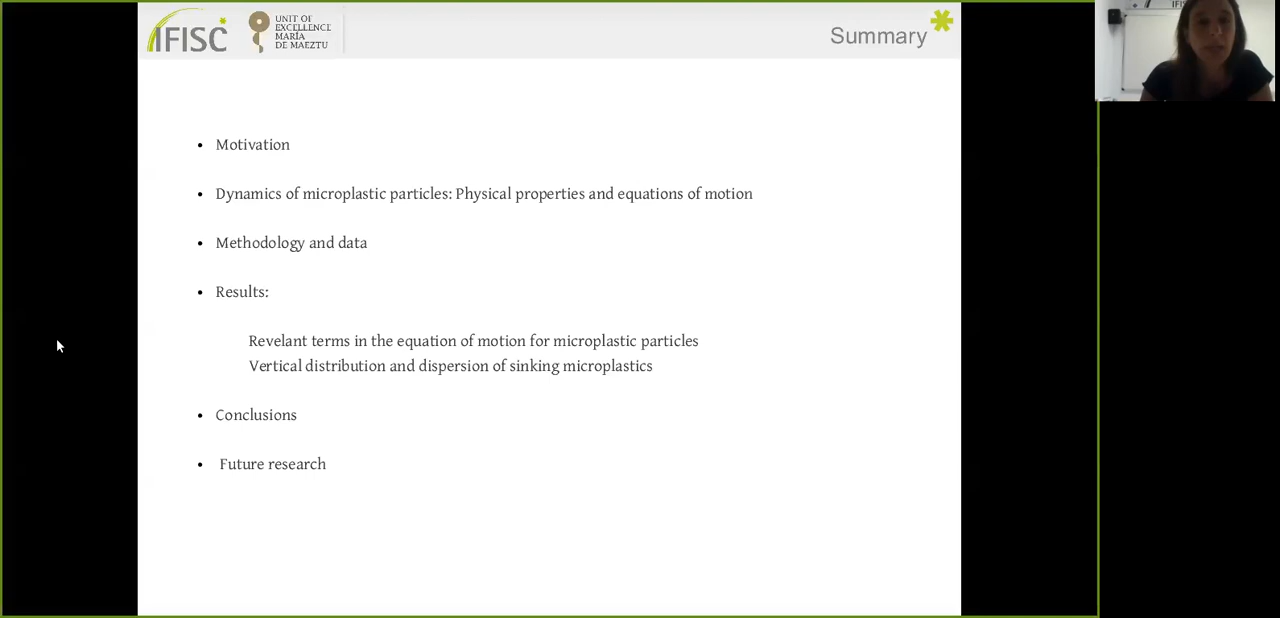 IFISC
UNIT OF
EXCELLENCE
MARÍA
DE MAEZTU
Summary
• Motivation
• Dynamics of microplastic particles: Physical properties and equations of motion
• Methodology and data
• Results:
Revelant terms in the equation of motion for microplastic particles
Vertical distribution and dispersion of sinking microplastics
• Conclusions
• Future research
IFIS